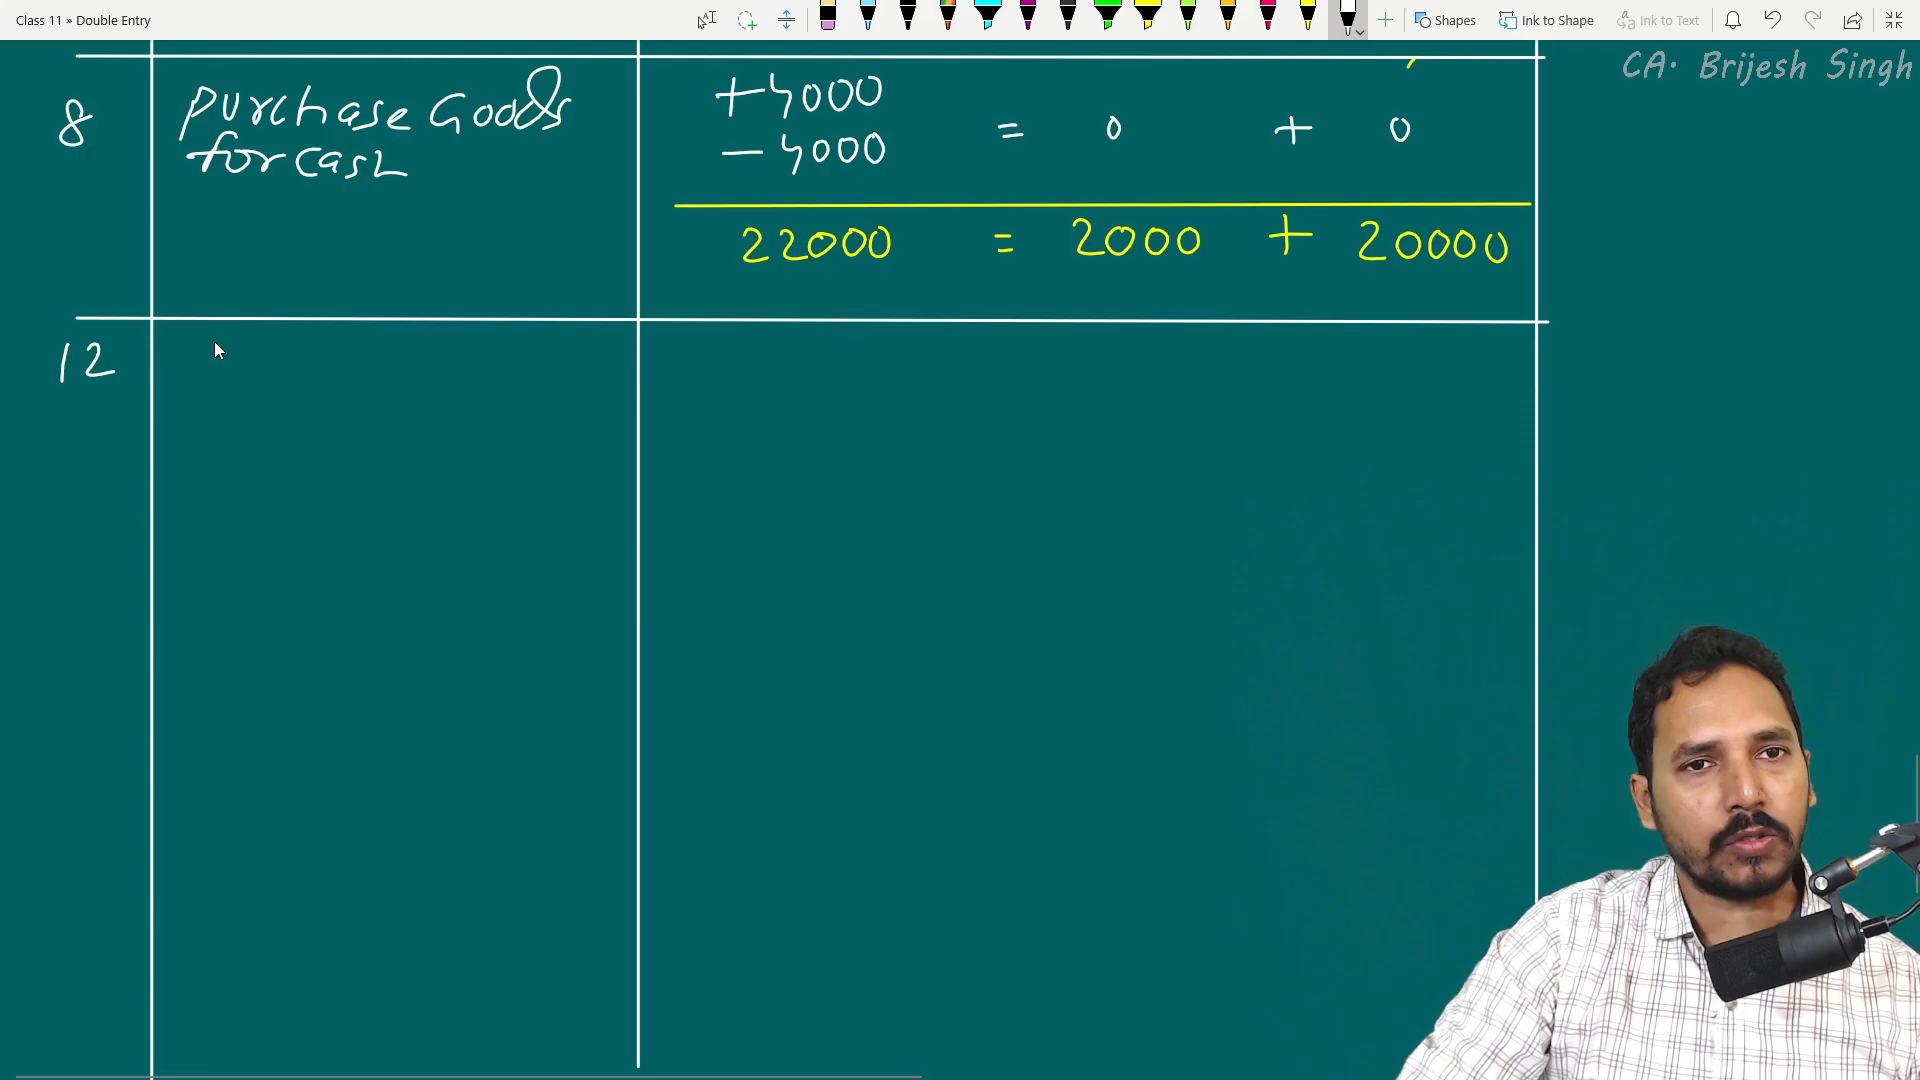 Class 11 » Double Entry
Shapes
Ink to Shape
Ink to Text
CA. Brijesh Singh
8
Purchase Goods
for cash
+4000
-4000
= 0 + 0
22000 = 2000 + 20000
12